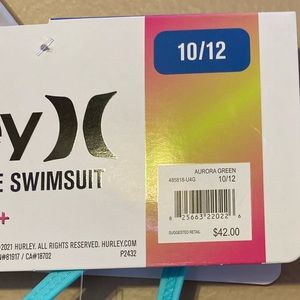 10/12
ey
E SWIMSUIT
+
AURORA GREEN
485818-U4G 10/12
8 25663 22022 6
SUGGESTED RETAIL $42.00
©2021 HURLEY. ALL RIGHTS RESERVED. HURLEY.COM
N#81917 / CA#18702 P2432